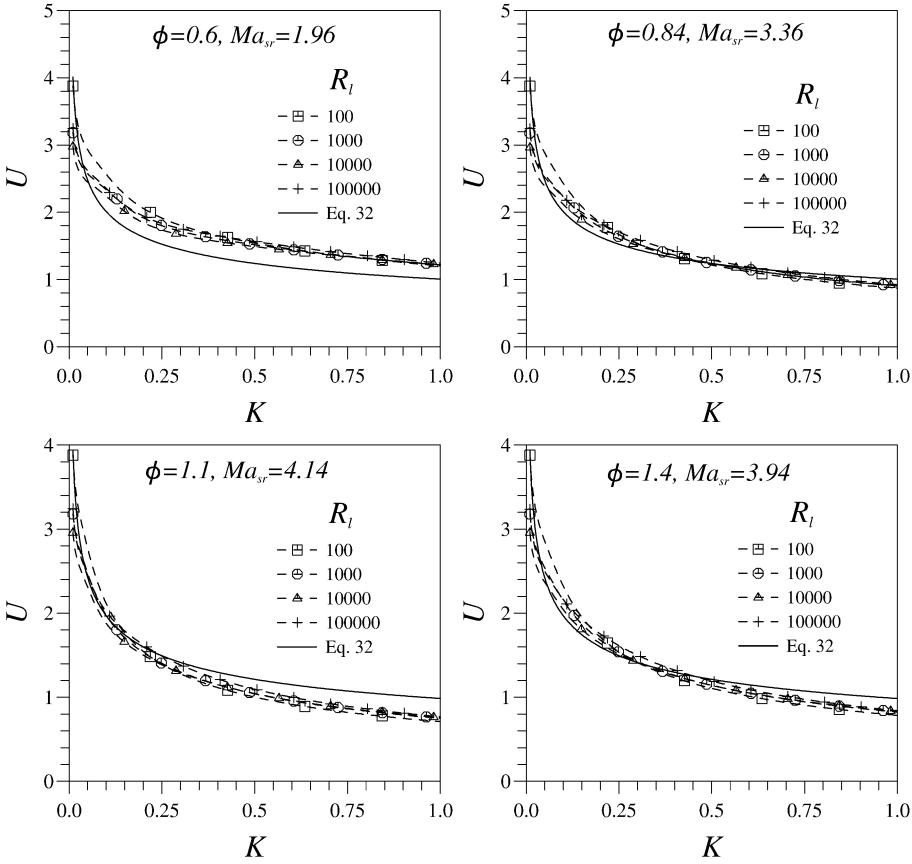 ϕ=0.6, Ma_sr=1.96
U
5
4
3
2
1
0
R_l
100
1000
10000
100000
Eq. 32
0.0 0.25 0.5 0.75 1.0
K
ϕ=0.84, Ma_sr=3.36
U
5
4
3
2
1
0
R_l
100
1000
10000
100000
Eq. 32
0.0 0.25 0.5 0.75 1.0
K
ϕ=1.1, Ma_sr=4.14
U
4
3
2
1
0
R_l
100
1000
10000
100000
Eq. 32
0.0 0.25 0.5 0.75 1.0
K
ϕ=1.4, Ma_sr=3.94
U
4
3
2
1
0
R_l
100
1000
10000
100000
Eq. 32
0.0 0.25 0.5 0.75 1.0
K